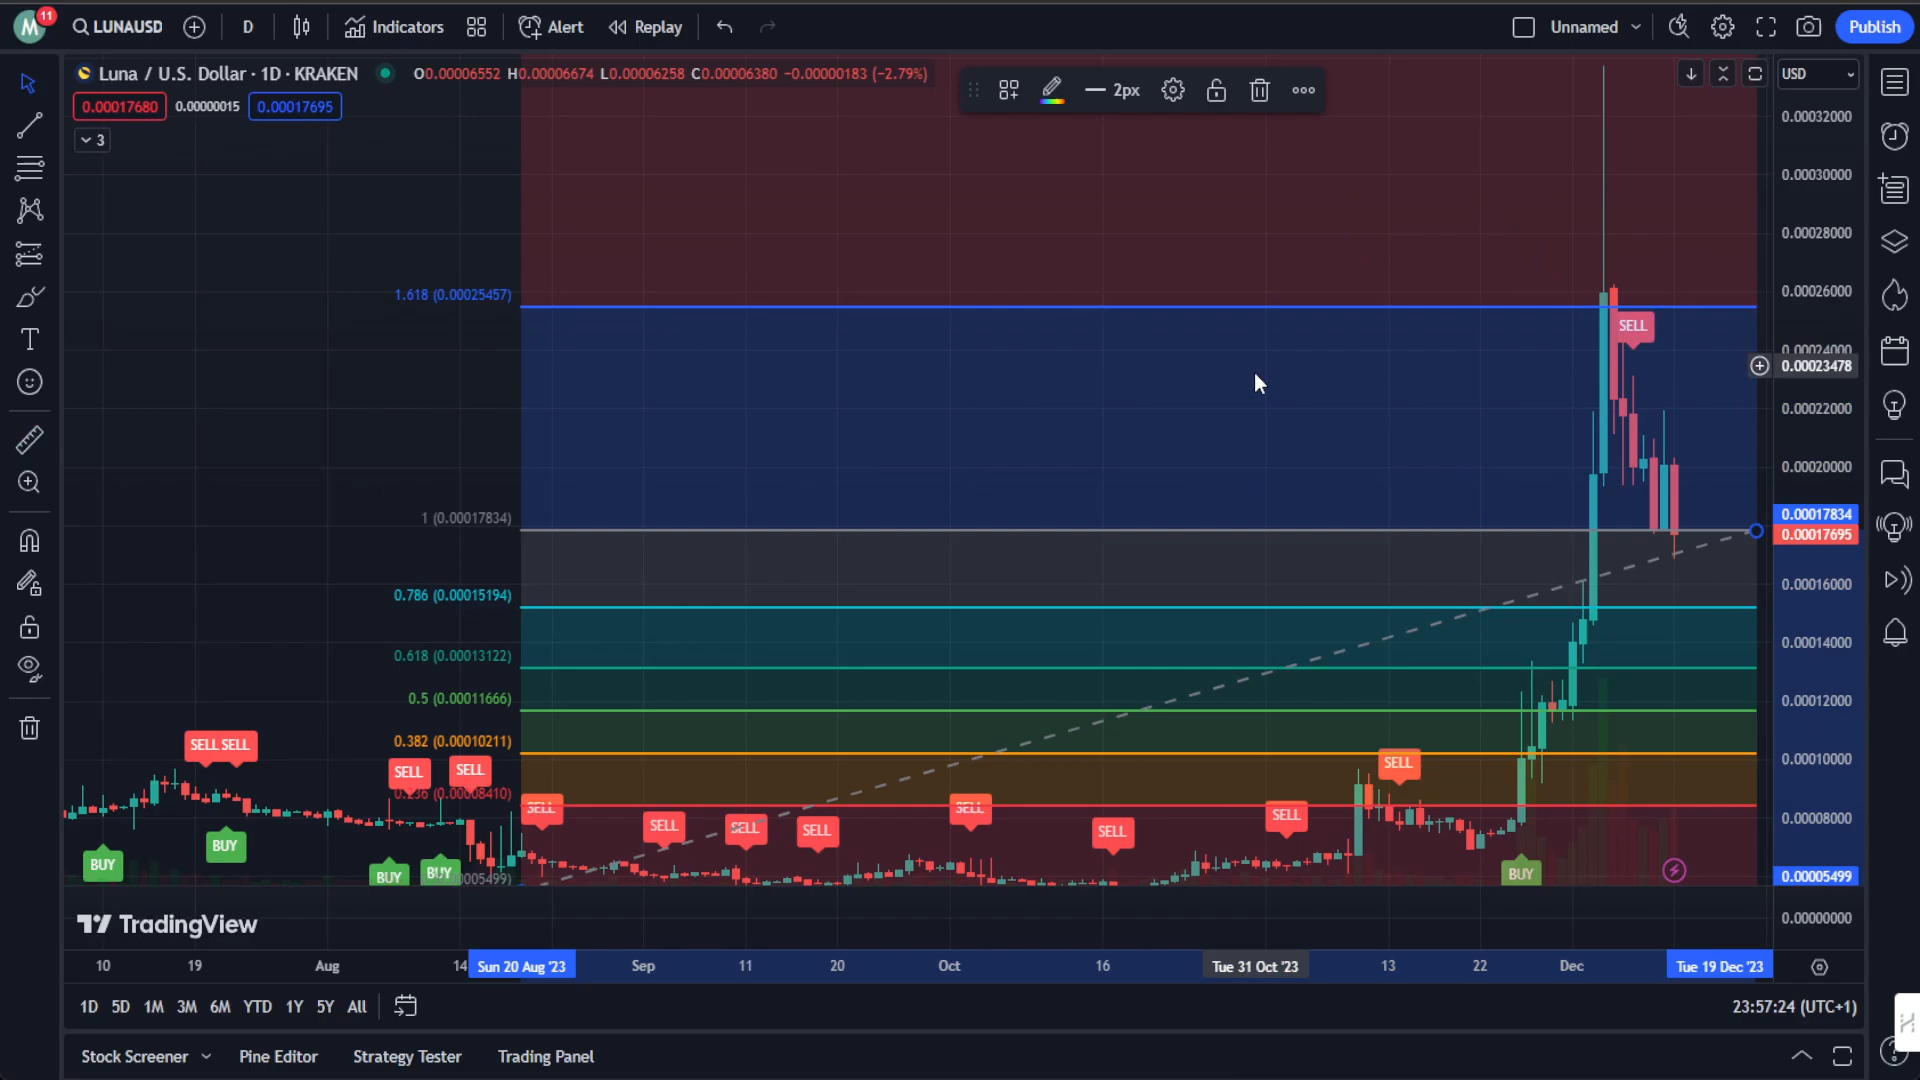 M 11 LUNAUSD D Indicators Alert Replay Unnamed Publish
Luna / U.S. Dollar · 1D · KRAKEN O0.00006552 H0.00006674 L0.00006258 C0.00006380 −0.00000183 (−2.79%)
2px
USD
0.00017680 0.00000015 0.00017695
3
0.00032000
0.00030000
0.00028000
0.00026000
0.00024000
0.00023478
0.00022000
0.00020000
0.00017834
0.00017695
0.00016000
0.00014000
0.00012000
0.00010000
0.00008000
0.00005499
0.00000000
1.618 (0.00025457)
SELL
1 (0.00017834)
0.786 (0.00015194)
0.618 (0.00013122)
0.5 (0.00011666)
0.382 (0.00010211)
0.236 (0.00008410)
SELL SELL
SELL
SELL
SELL
SELL
SELL
SELL
SELL
SELL
SELL
SELL
BUY
BUY
BUY
BUY
BUY
TradingView
10 19 Aug 14 Sun 20 Aug '23 Sep 11 20 Oct 16 Tue 31 Oct '23 13 22 Dec Tue 19 Dec '23
1D 5D 1M 3M 6M YTD 1Y 5Y All
23:57:24 (UTC+1)
Stock Screener Pine Editor Strategy Tester Trading Panel